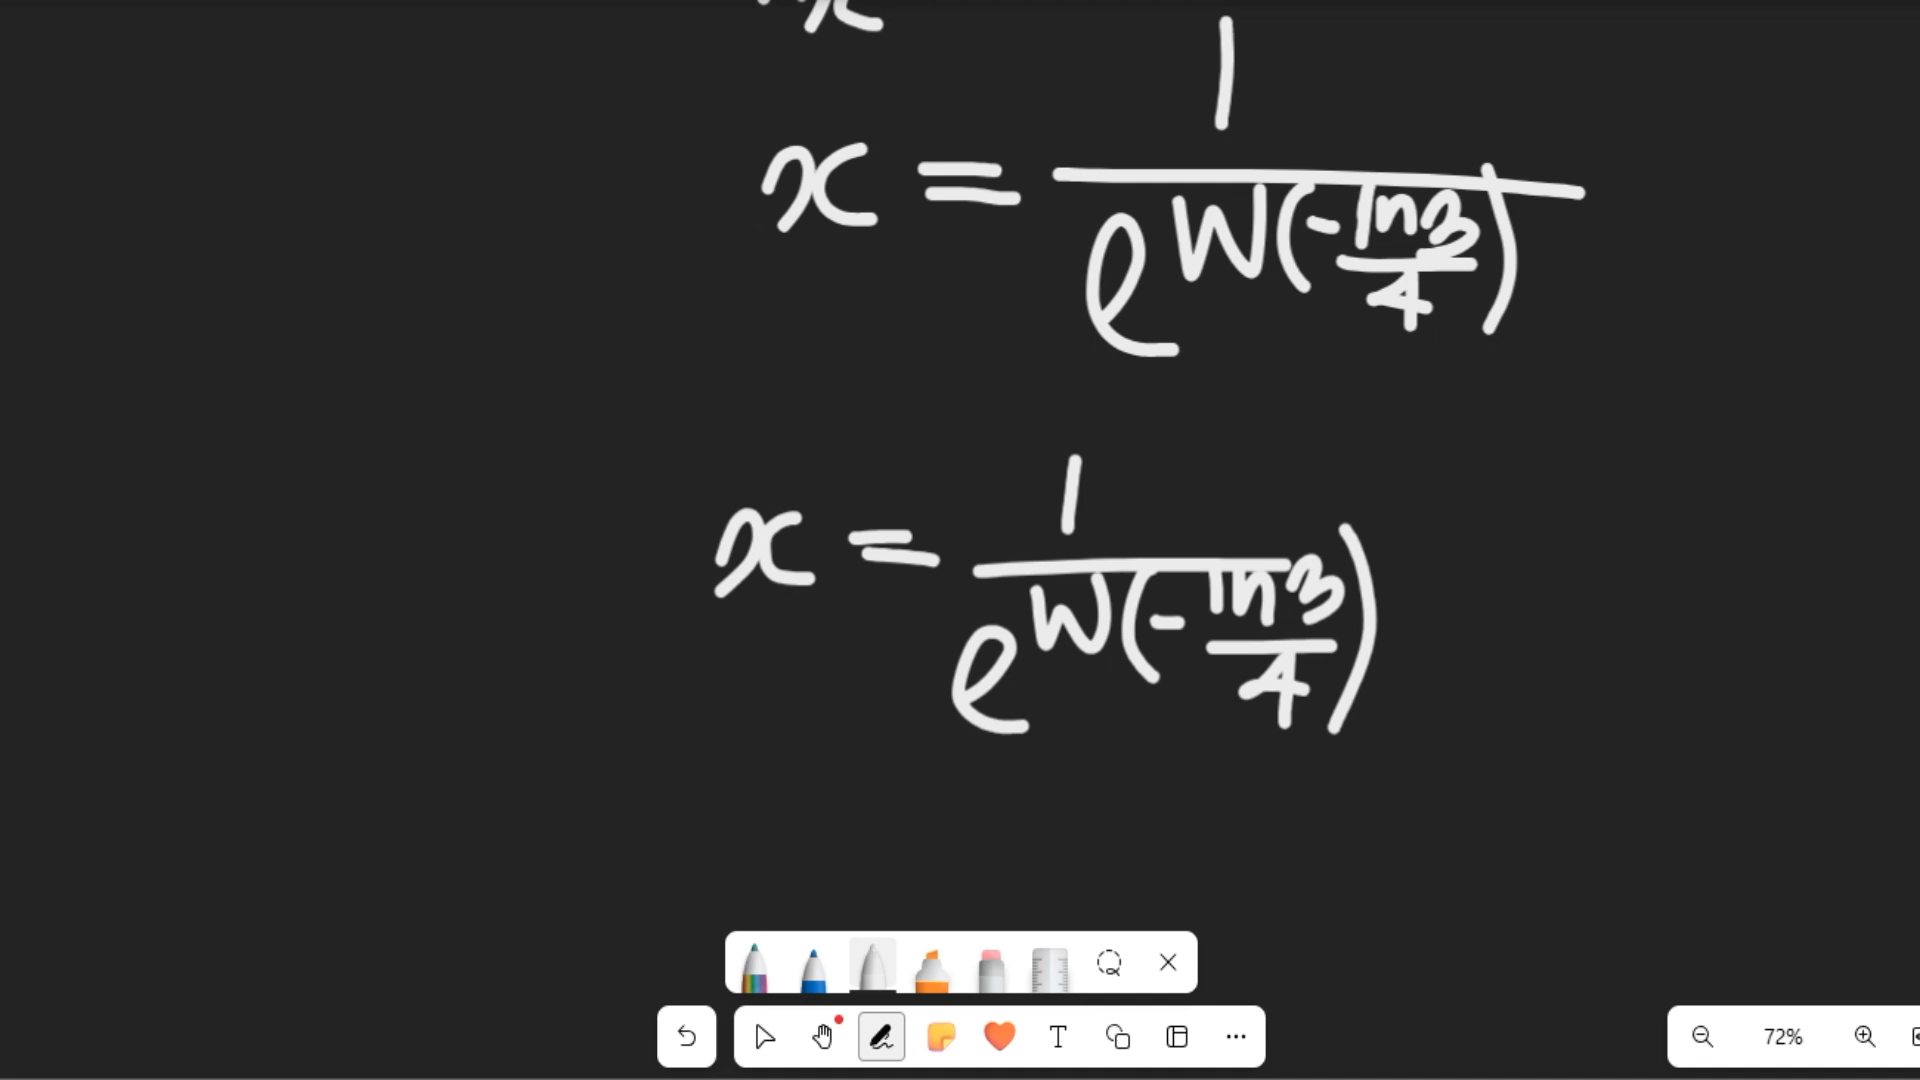 x = 1 / e^W(-ln3/4)
x = 1 / e^W(-ln3/4)
T
72%